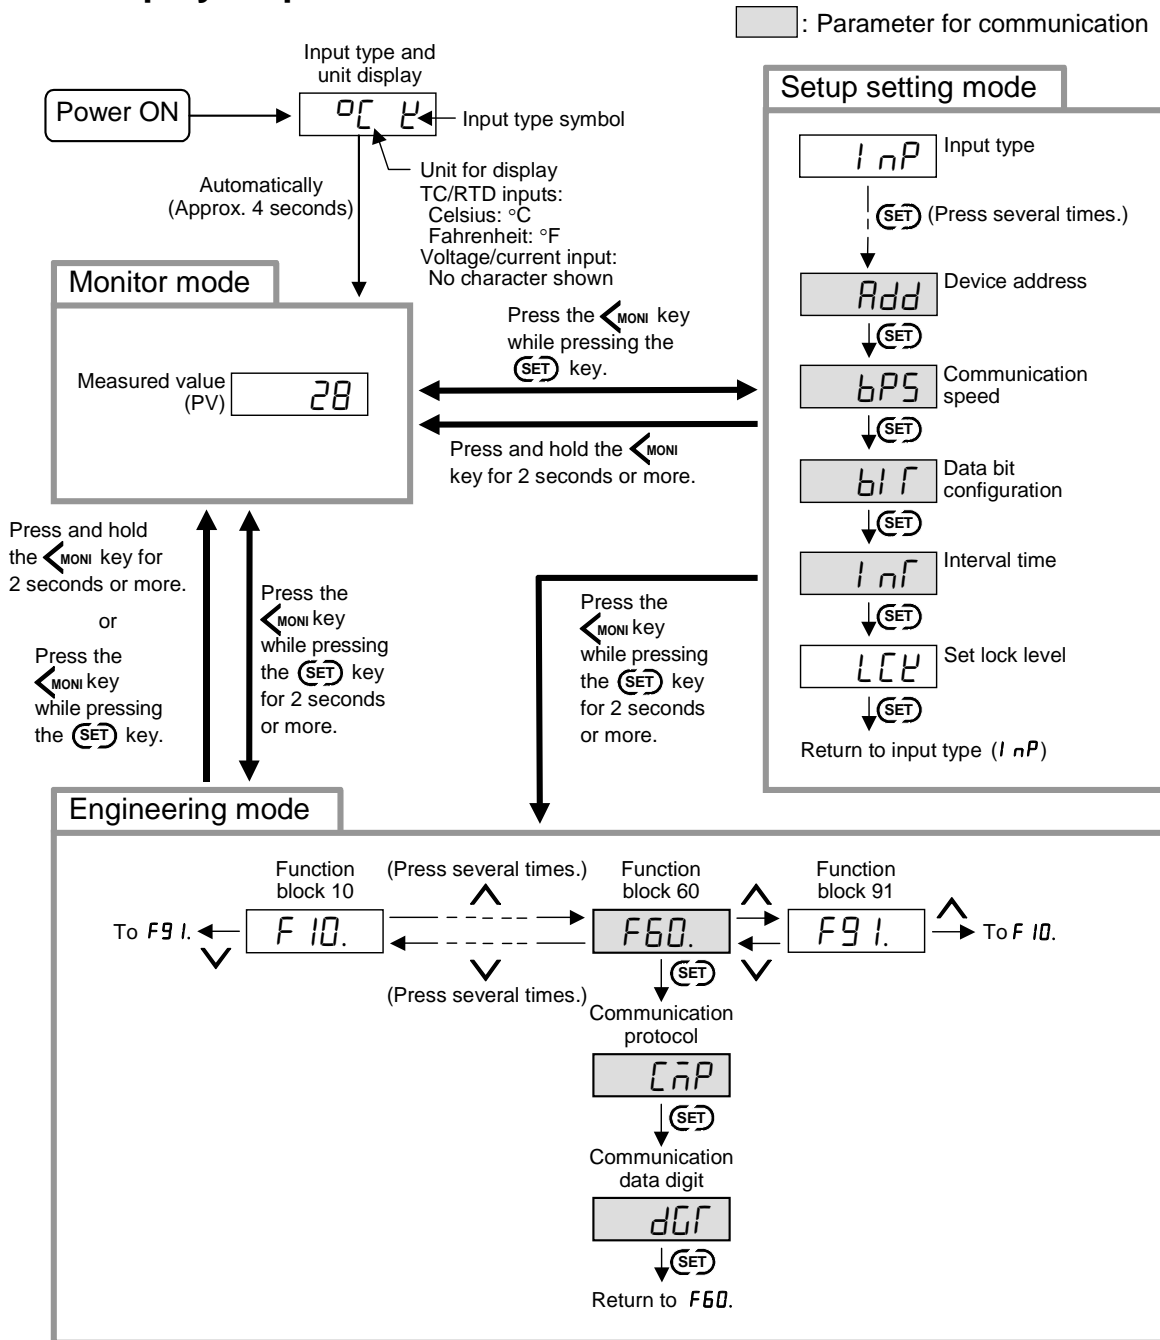 : Parameter for communication
Input type and
unit display
Power ON
°C K
Input type symbol
Unit for display
TC/RTD inputs:
Celsius: °C
Fahrenheit: °F
Voltage/current input:
No character shown
Automatically
(Approx. 4 seconds)
Monitor mode
Measured value
(PV)
28
Press the <MONI key
while pressing the
SET key.
Press and hold the <MONI
key for 2 seconds or more.
Setup setting mode
InP
Input type
SET (Press several times.)
Add
Device address
SET
bPS
Communication
speed
SET
bIT
Data bit
configuration
SET
InT
Interval time
SET
LCK
Set lock level
SET
Return to input type (InP)
Press and hold
the <MONI key for
2 seconds or more.
or
Press the
<MONI key
while pressing
the SET key.
Press the
<MONI key
while pressing
the SET key
for 2 seconds
or more.
Press the
<MONI key
while pressing
the SET key
for 2 seconds
or more.
Engineering mode
Function
block 10
(Press several times.)
Function
block 60
Function
block 91
To F91.
F10.
F60.
F91.
To F10.
(Press several times.)
SET
Communication
protocol
CmP
SET
Communication
data digit
dGT
SET
Return to F60.